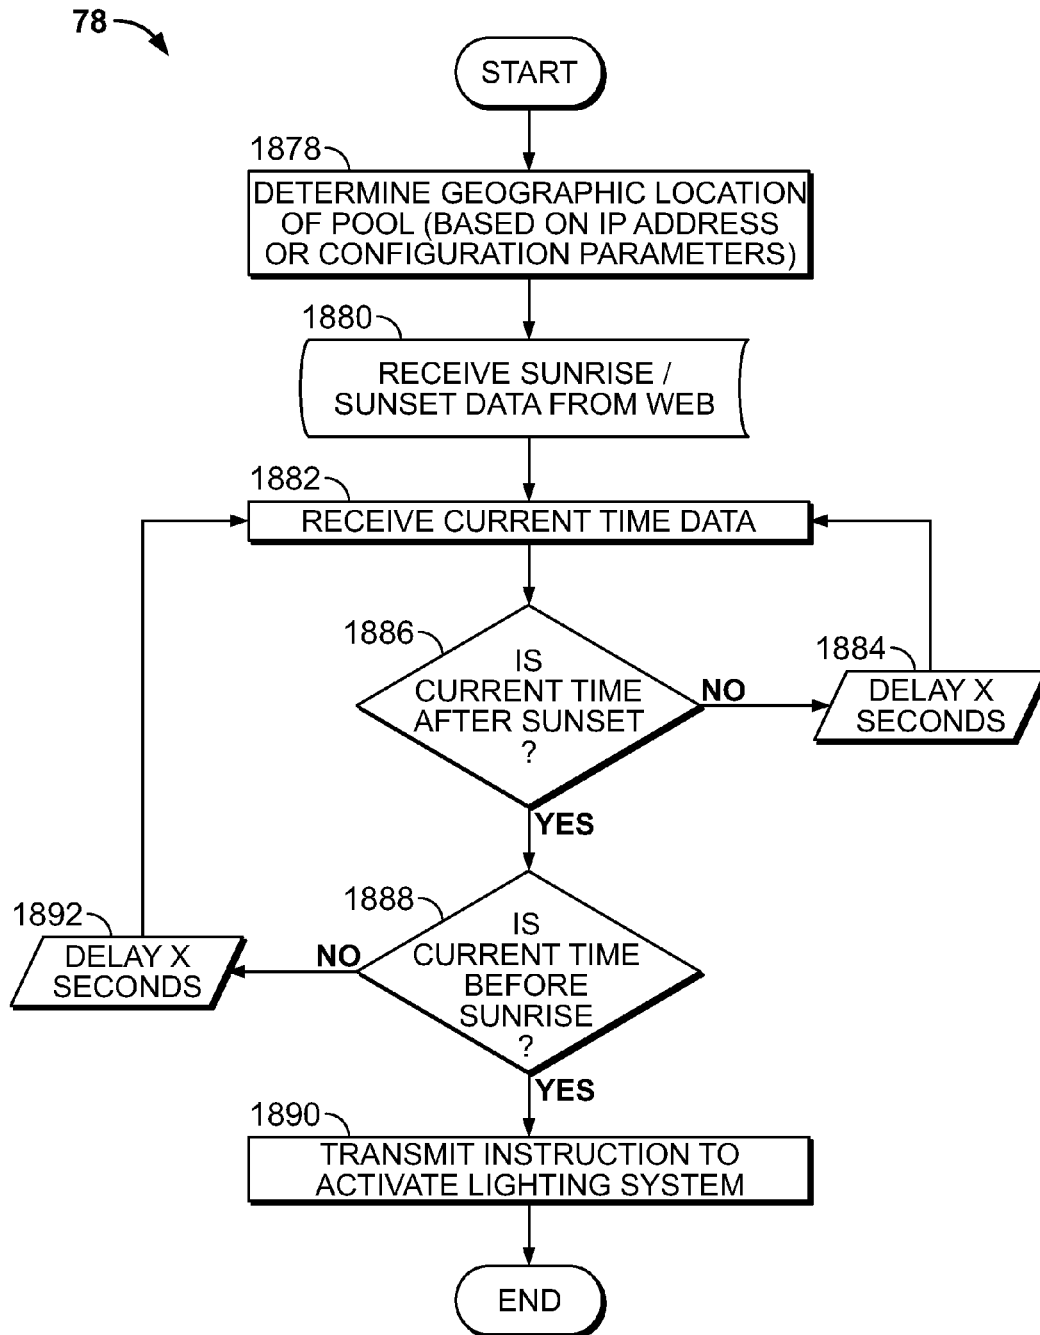 78
START
1878
DETERMINE GEOGRAPHIC LOCATION
OF POOL (BASED ON IP ADDRESS
OR CONFIGURATION PARAMETERS)
1880
RECEIVE SUNRISE /
SUNSET DATA FROM WEB
1882
RECEIVE CURRENT TIME DATA
1886
IS
CURRENT TIME
AFTER SUNSET
?
NO
1884
DELAY X
SECONDS
YES
1888
IS
CURRENT TIME
BEFORE
SUNRISE
?
NO
1892
DELAY X
SECONDS
YES
1890
TRANSMIT INSTRUCTION TO
ACTIVATE LIGHTING SYSTEM
END